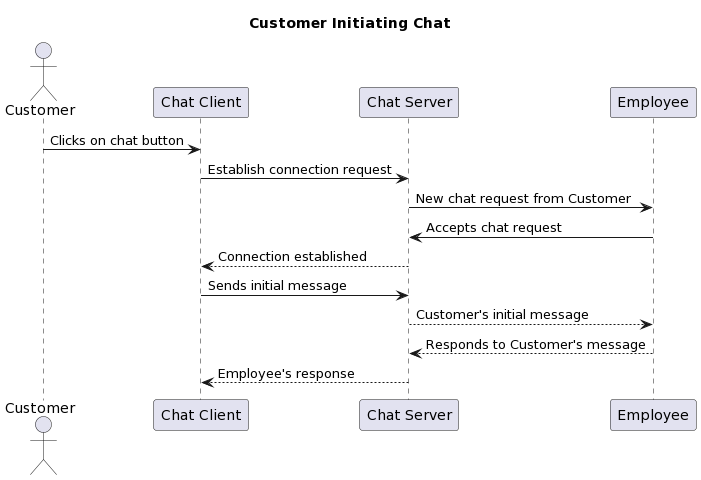 Customer Initiating Chat
Customer
Chat Client
Chat Server
Employee
Clicks on chat button
Establish connection request
New chat request from Customer
Accepts chat request
Connection established
Sends initial message
Customer's initial message
Responds to Customer's message
Employee's response
Customer
Chat Client
Chat Server
Employee